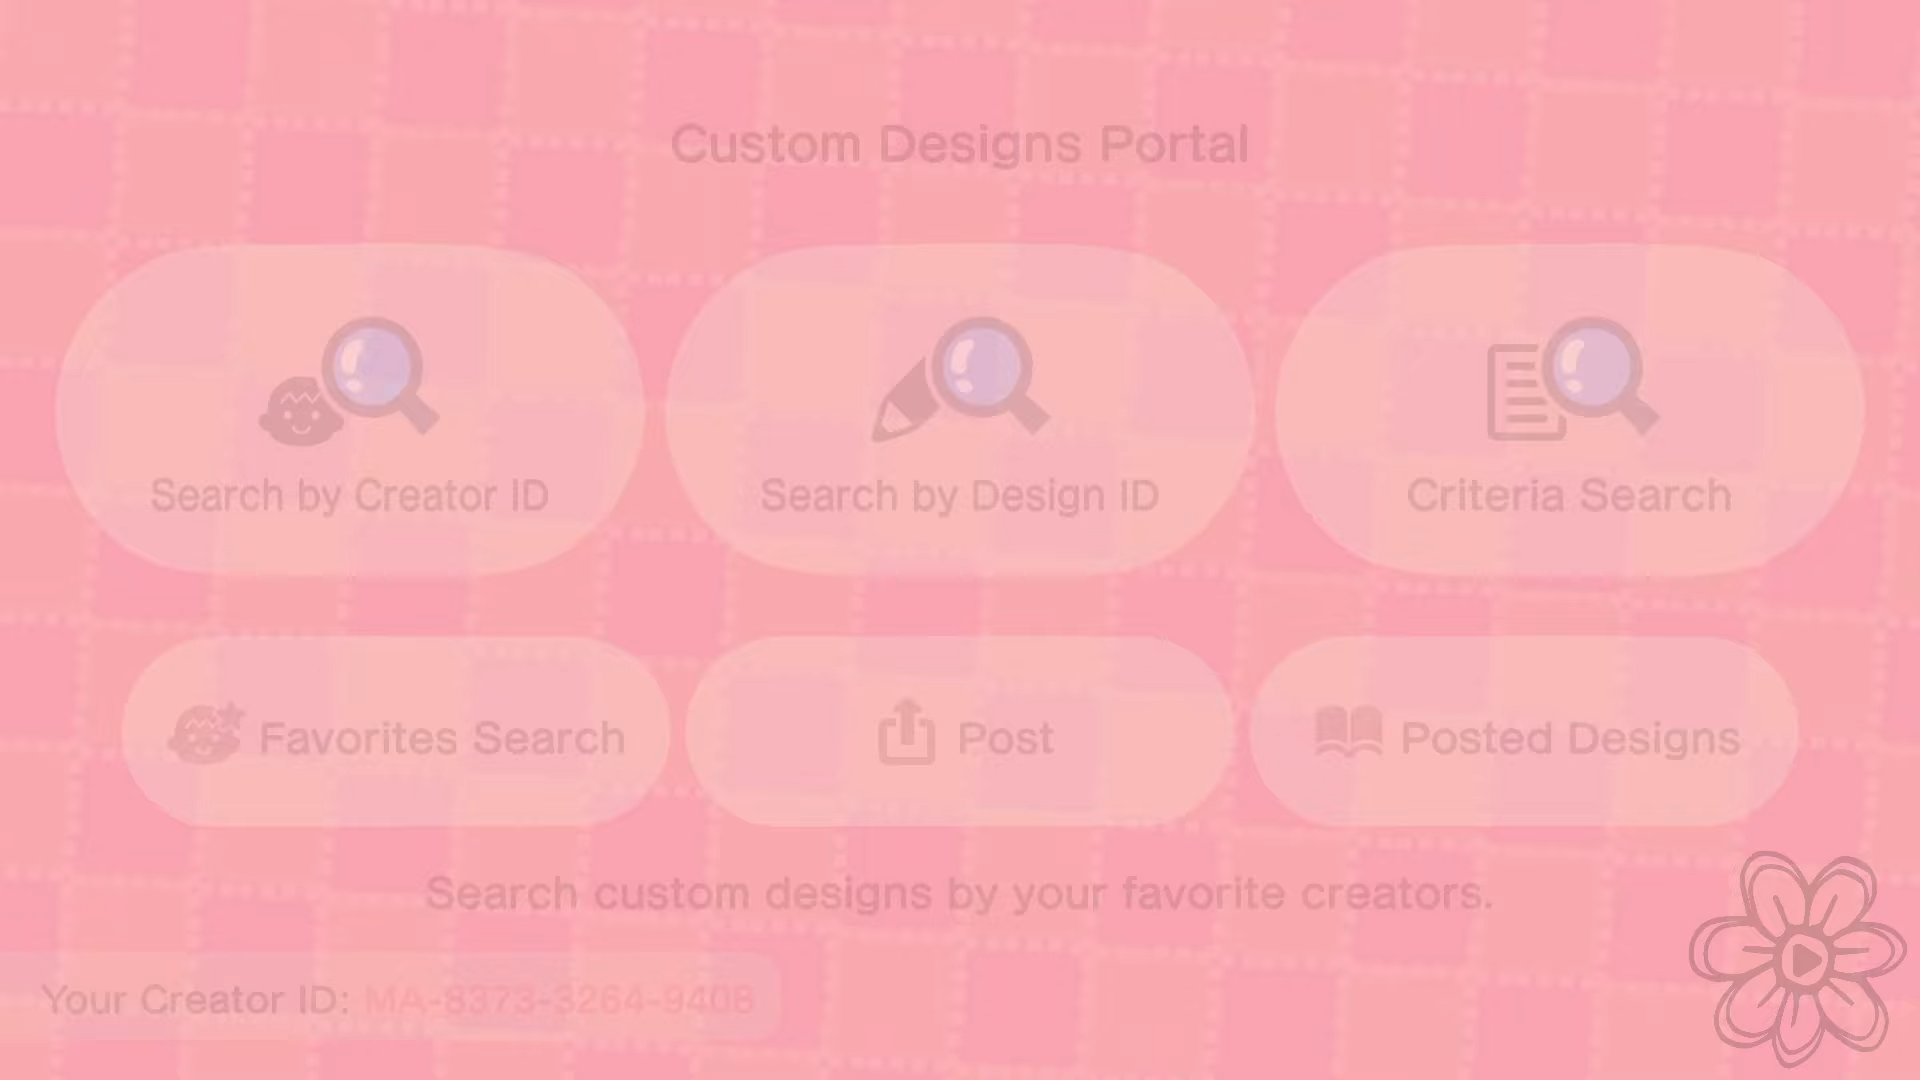 Custom Designs Portal
Search by Creator ID
Search by Design ID
Criteria Search
Favorites Search
Post
Posted Designs
Search custom designs by your favorite creators.
Your Creator ID: MA-8373-3264-9408